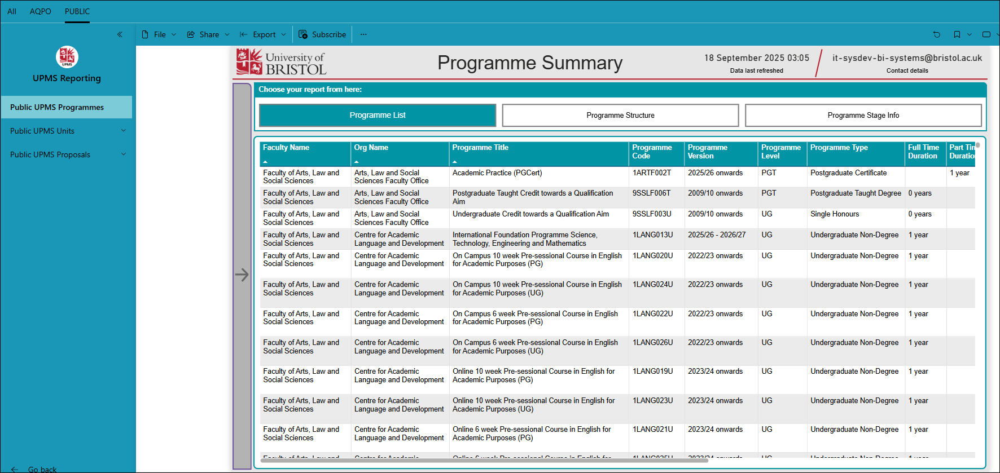 All AQPO PUBLIC
File Share Export Subscribe ...
UPMS
UPMS Reporting
Public UPMS Programmes
Public UPMS Units
Public UPMS Proposals
Go back
University of
BRISTOL
Programme Summary
18 September 2025 03:05
Data last refreshed
it-sysdev-bi-systems@bristol.ac.uk
Contact details
Choose your report from here:
Programme List Programme Structure Programme Stage Info
Faculty Name Org Name Programme Title Programme Programme Programme Programme Type Full Time Part Tim
Code Version Level Duration Duration
Faculty of Arts, Law and Arts, Law and Social Academic Practice (PGCert) 1ARTF002T 2025/26 onwards PGT Postgraduate Certificate 1 year
Social Sciences Sciences Faculty Office
Faculty of Arts, Law and Arts, Law and Social Postgraduate Taught Credit towards a Qualification 9SSLF006T 2009/10 onwards PGT Postgraduate Taught Degree 0 years
Social Sciences Sciences Faculty Office Aim
Faculty of Arts, Law and Arts, Law and Social Undergraduate Credit towards a Qualification Aim 9SSLF003U 2009/10 onwards UG Single Honours 0 years
Social Sciences Sciences Faculty Office
Faculty of Arts, Law and Centre for Academic International Foundation Programme Science, 1LANG013U 2025/26 - 2026/27 UG Undergraduate Non-Degree 1 year
Social Sciences Language and Development Technology, Engineering and Mathematics
Faculty of Arts, Law and Centre for Academic On Campus 10 week Pre-sessional Course in English 1LANG020U 2022/23 onwards UG Undergraduate Non-Degree 1 year
Social Sciences Language and Development for Academic Purposes (PG)
Faculty of Arts, Law and Centre for Academic On Campus 10 week Pre-sessional Course in English 1LANG024U 2022/23 onwards UG Undergraduate Non-Degree 1 year
Social Sciences Language and Development for Academic Purposes (UG)
Faculty of Arts, Law and Centre for Academic On Campus 6 week Pre-sessional Course in English 1LANG022U 2022/23 onwards UG Undergraduate Non-Degree 1 year
Social Sciences Language and Development for Academic Purposes (PG)
Faculty of Arts, Law and Centre for Academic On Campus 6 week Pre-sessional Course in English 1LANG026U 2022/23 onwards UG Undergraduate Non-Degree 1 year
Social Sciences Language and Development for Academic Purposes (UG)
Faculty of Arts, Law and Centre for Academic Online 10 week Pre-sessional Course in English for 1LANG019U 2023/24 onwards UG Undergraduate Non-Degree 1 year
Social Sciences Language and Development Academic Purposes (PG)
Faculty of Arts, Law and Centre for Academic Online 10 week Pre-sessional Course in English for 1LANG023U 2023/24 onwards UG Undergraduate Non-Degree 1 year
Social Sciences Language and Development Academic Purposes (UG)
Faculty of Arts, Law and Centre for Academic Online 6 week Pre-sessional Course in English for 1LANG021U 2023/24 onwards UG Undergraduate Non-Degree 1 year
Social Sciences Language and Development Academic Purposes (PG)